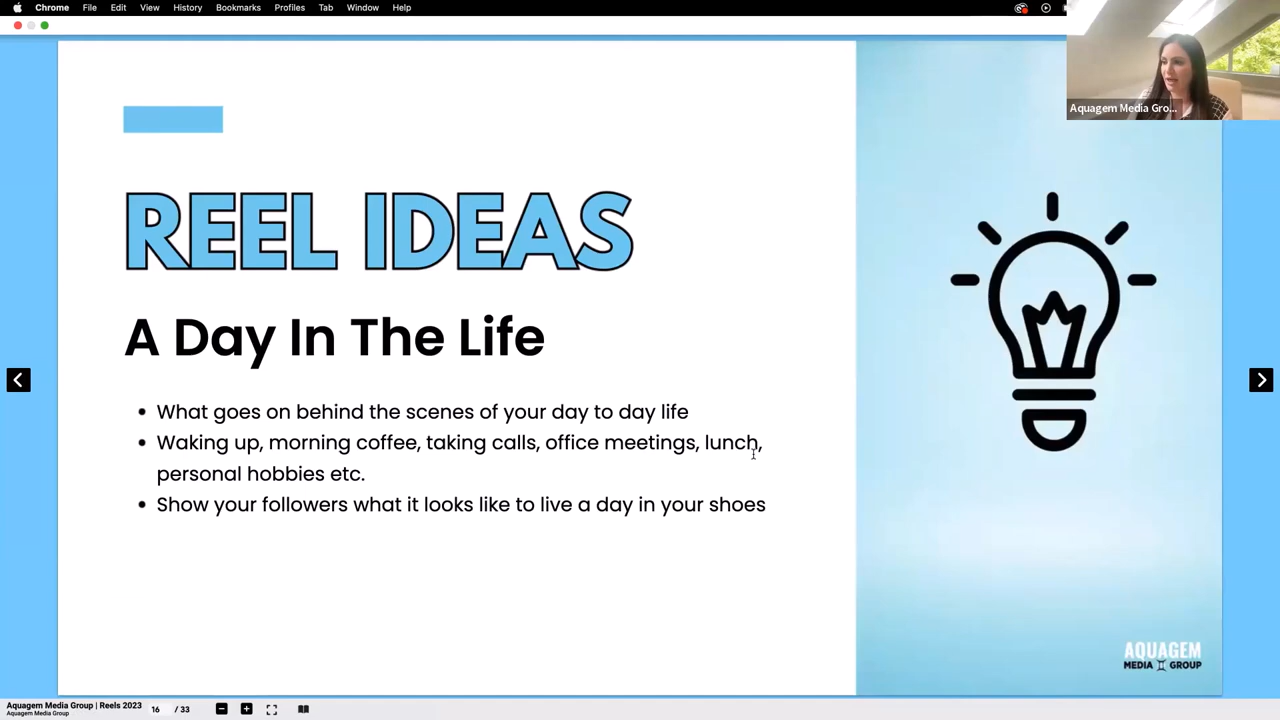 Chrome File Edit View History Bookmarks Profiles Tab Window Help
Aquagem Media Gro...
REEL IDEAS
A Day In The Life
• What goes on behind the scenes of your day to day life
• Waking up, morning coffee, taking calls, office meetings, lunch,
personal hobbies etc.
• Show your followers what it looks like to live a day in your shoes
AQUAGEM
MEDIA GROUP
Aquagem Media Group | Reels 2023
Aquagem Media Group
16 / 33